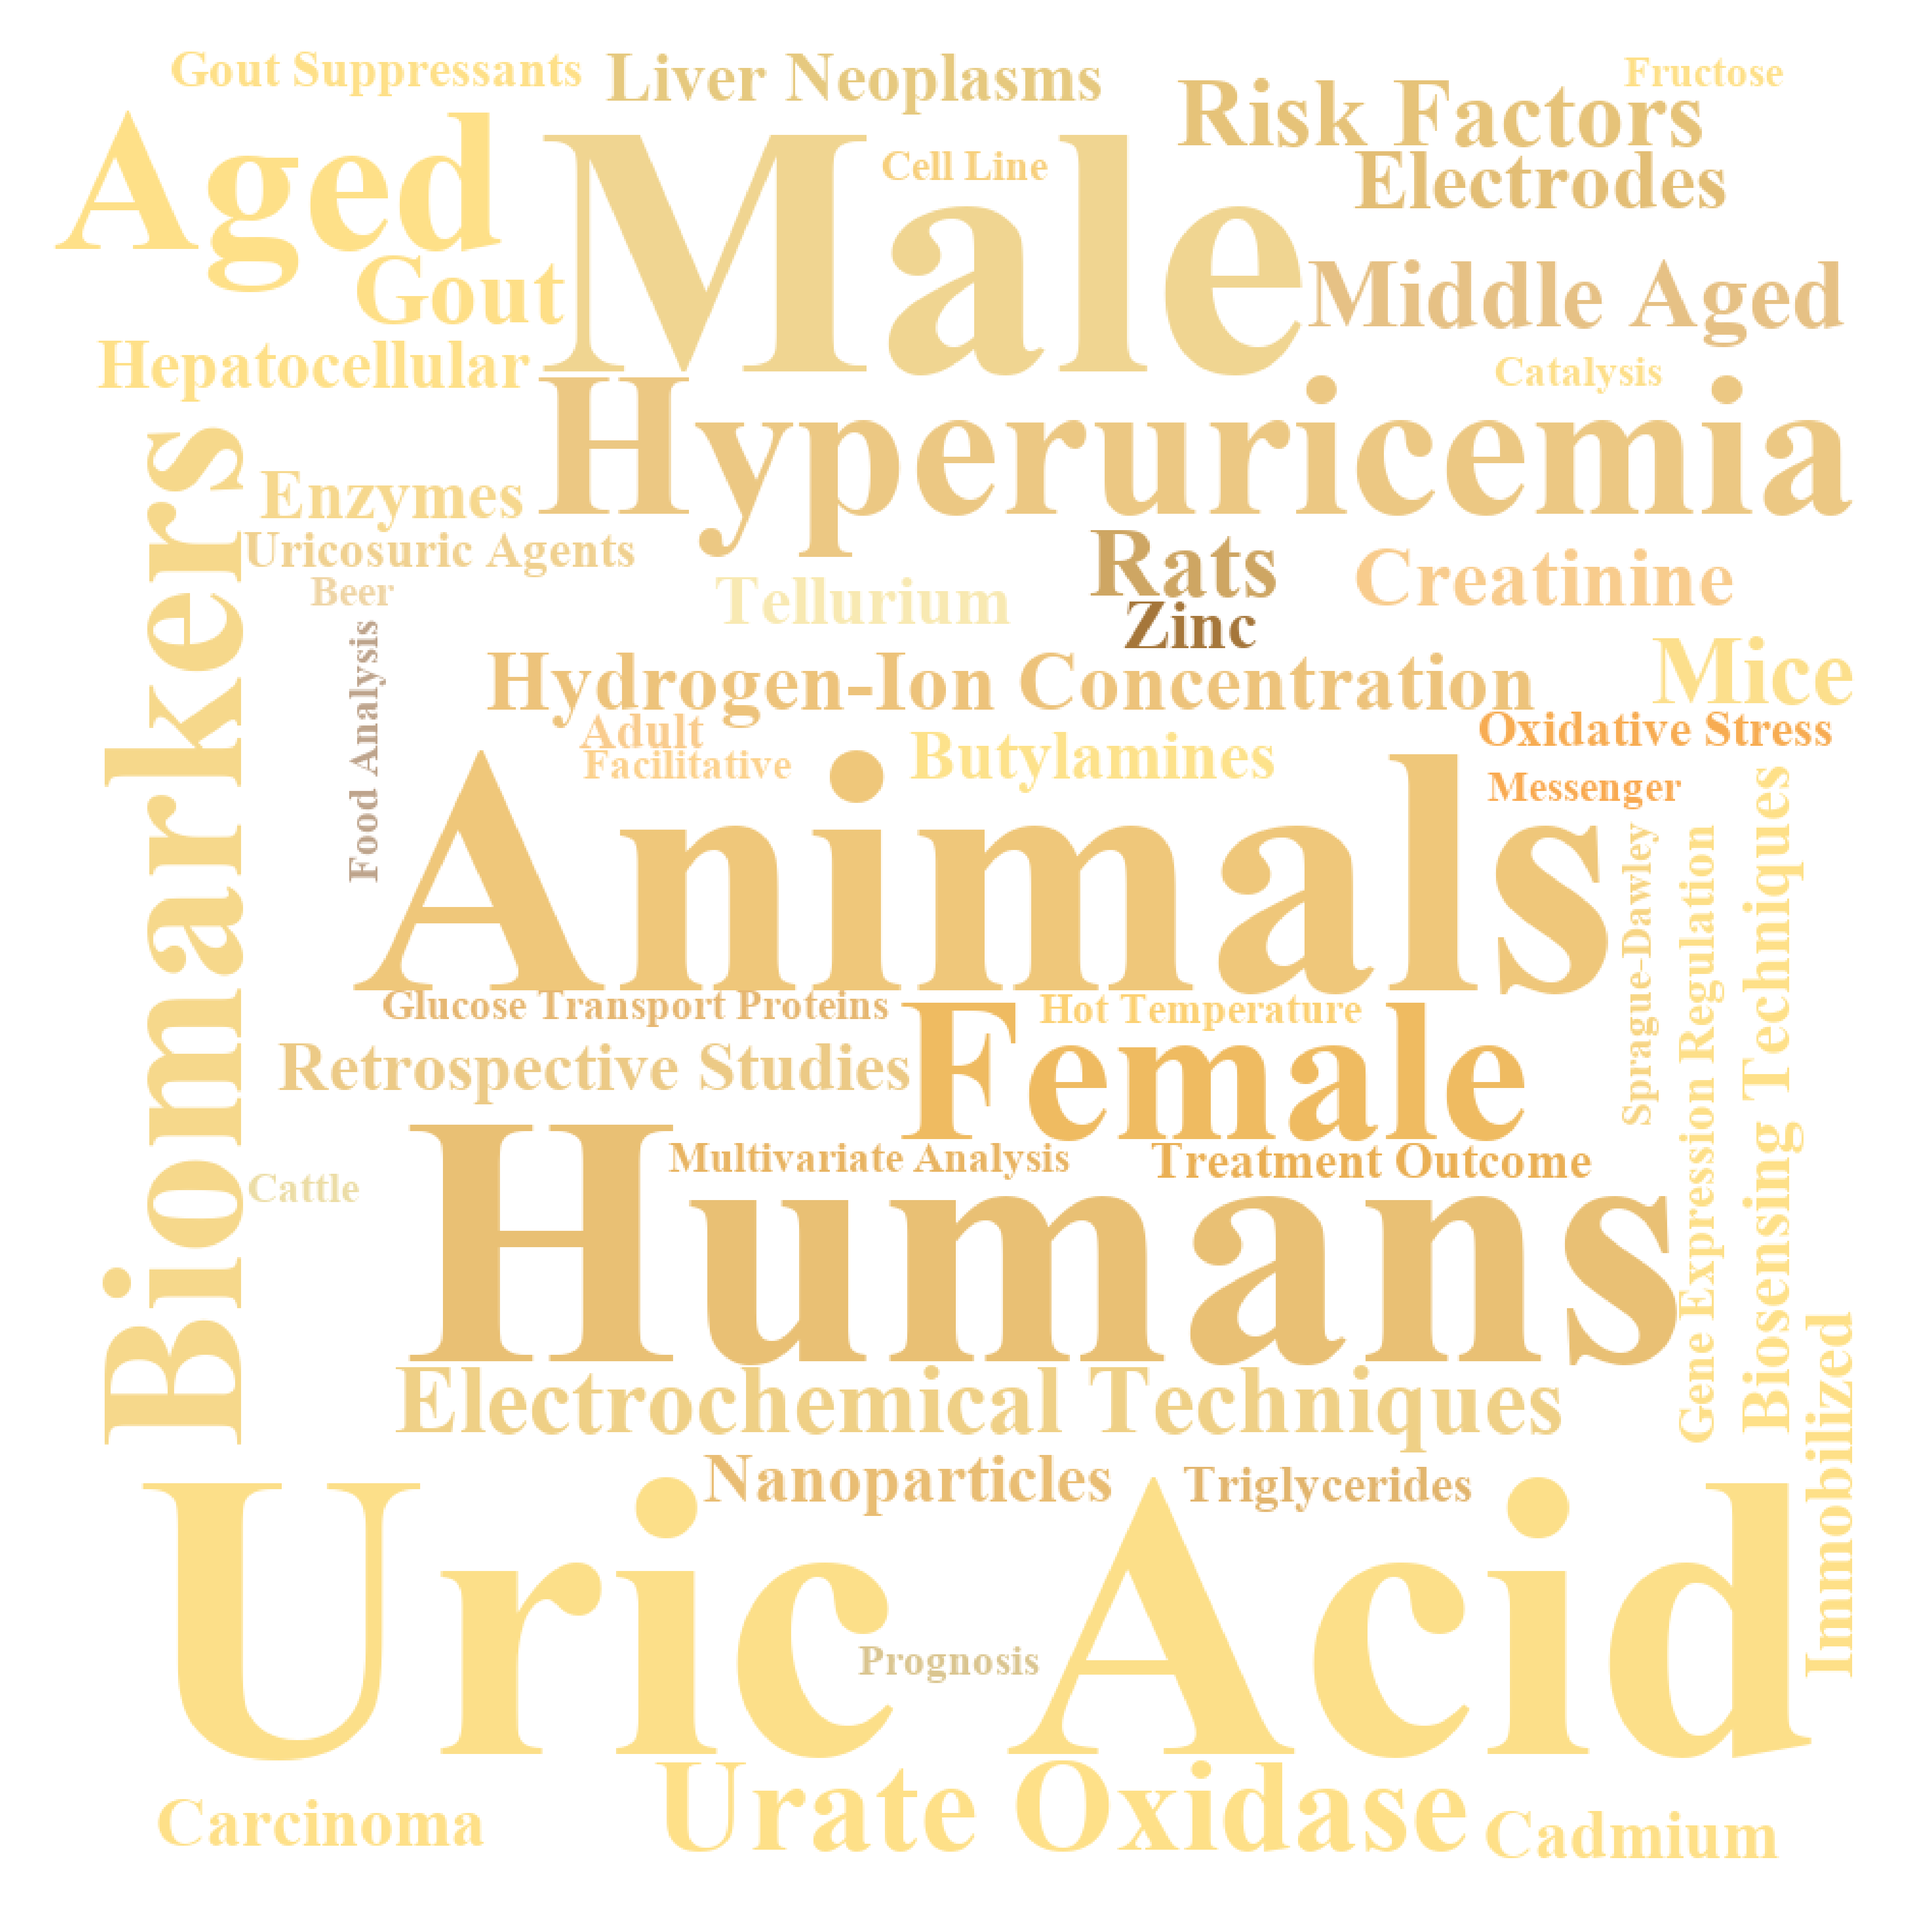 Gout Suppressants
Liver Neoplasms
Fructose
Risk Factors
Aged
Male
Cell Line
Electrodes
Gout
Middle Aged
Hepatocellular
Catalysis
Hyperuricemia
Biomarkers
Enzymes
Uricosuric Agents
Rats
Creatinine
Beer
Tellurium
Zinc
Food Analysis
Hydrogen-Ion Concentration
Mice
Adult
Butylamines
Oxidative Stress
Facilitative
Messenger
Animals
Sprague-Dawley
Gene Expression Regulation
Biosensing Techniques
Glucose Transport Proteins
Hot Temperature
Retrospective Studies
Female
Multivariate Analysis
Treatment Outcome
Cattle
Humans
Immobilized
Electrochemical Techniques
Nanoparticles
Triglycerides
Uric Acid
Prognosis
Urate Oxidase
Carcinoma
Cadmium